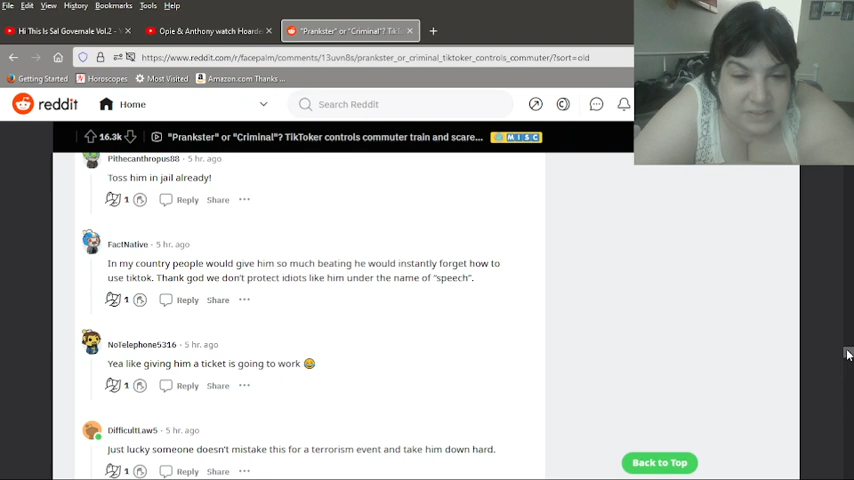 File Edit View History Bookmarks Tools Help
Hi This Is Sal Governale Vol.2 - Y × Opie & Anthony watch Hoarde × "Prankster" or "Criminal"? TikT × +
https://www.reddit.com/r/facepalm/comments/13uvn8s/prankster_or_criminal_tiktoker_controls_commuter/?sort=old
Getting Started Horoscopes Most Visited Amazon.com Thanks ...
reddit Home Search Reddit
16.3k "Prankster" or "Criminal"? TikToker controls commuter train and scare... MISC
Pithecanthropus88 · 5 hr. ago
Toss him in jail already!
1 Reply Share ···
FactNative · 5 hr. ago
In my country people would give him so much beating he would instantly forget how to
use tiktok. Thank god we don't protect idiots like him under the name of "speech".
1 Reply Share ···
NoTelephone5316 · 5 hr. ago
Yea like giving him a ticket is going to work 😂
1 Reply Share ···
DifficultLaw5 · 5 hr. ago
Just lucky someone doesn't mistake this for a terrorism event and take him down hard.
1 Reply Share ···
Back to Top